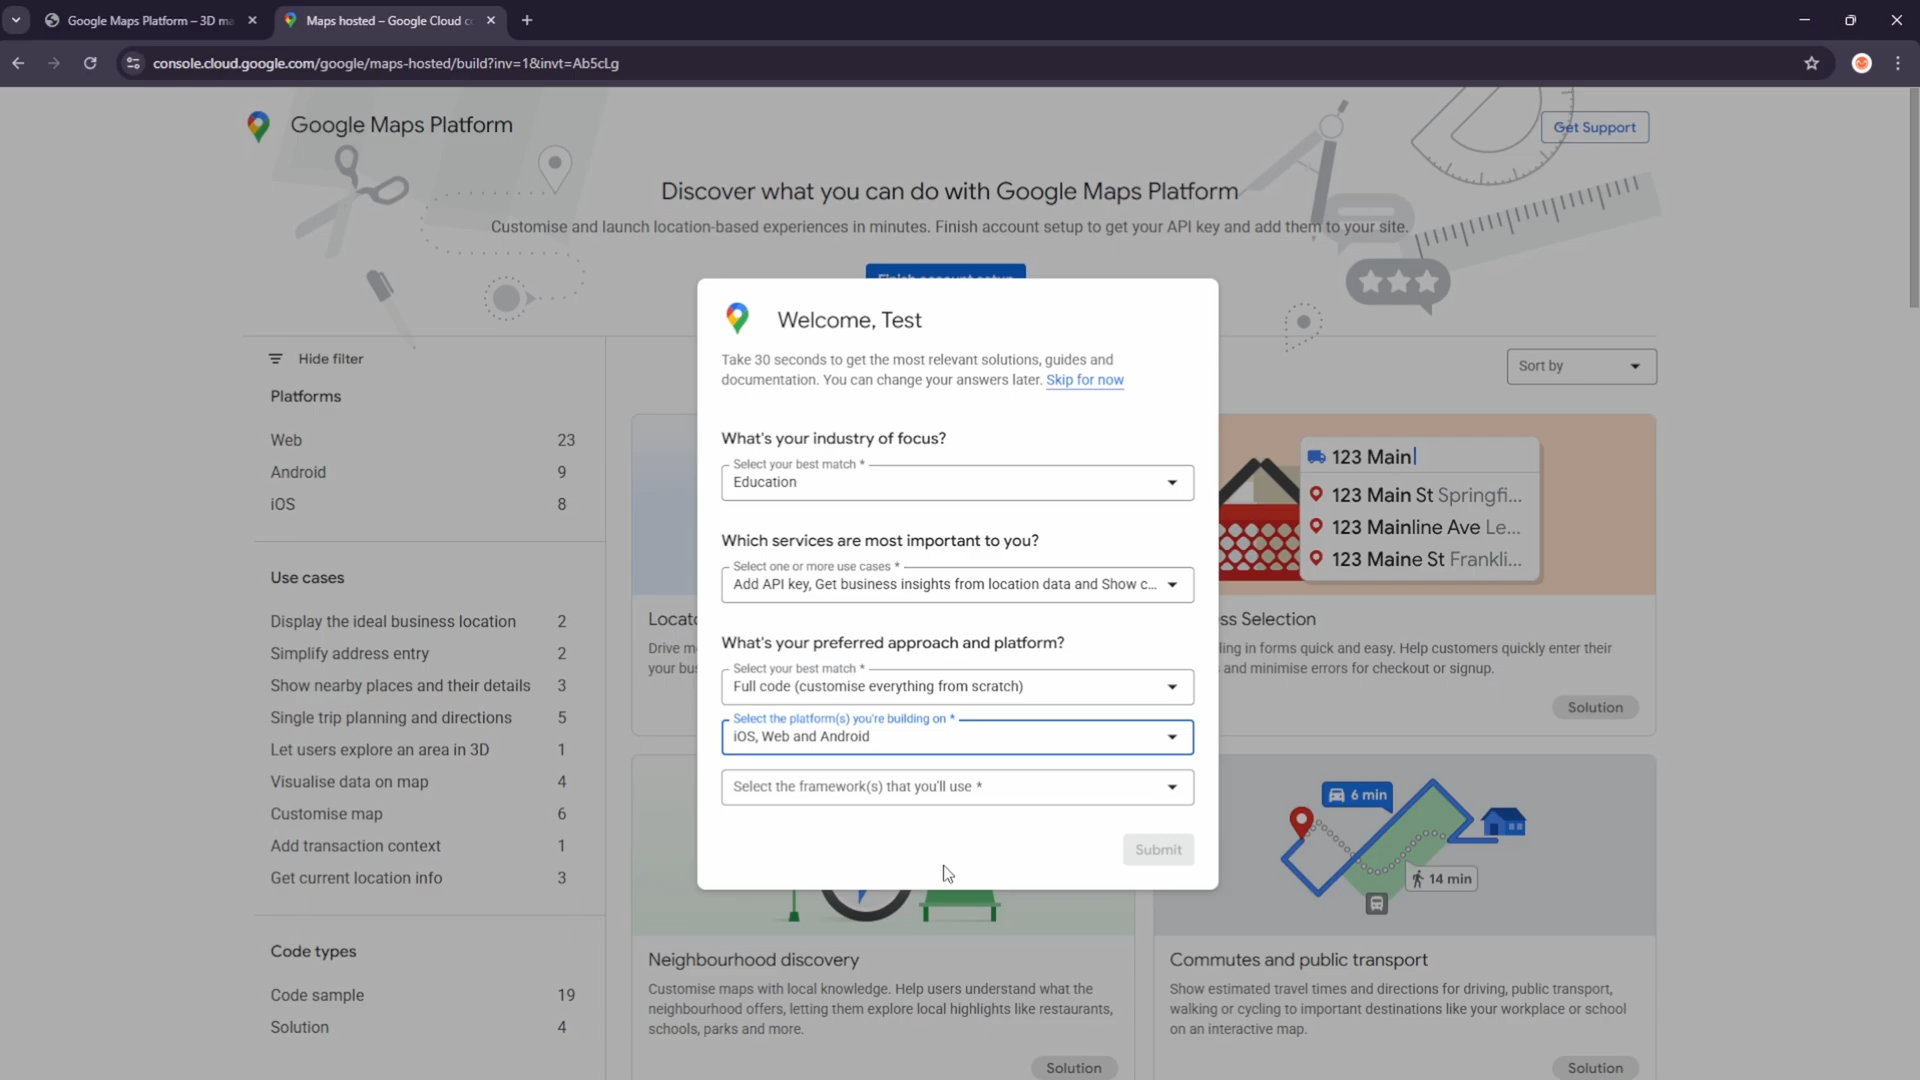 Google Maps Platform – 3D ma
Maps hosted – Google Cloud c
console.cloud.google.com/google/maps-hosted/build?inv=1&invt=Ab5cLg
Google Maps Platform
Get Support
Discover what you can do with Google Maps Platform
Customise and launch location-based experiences in minutes. Finish account setup to get your API key and add them to your site.
Finish account setup
Welcome, Test
Take 30 seconds to get the most relevant solutions, guides and
documentation. You can change your answers later. Skip for now
What's your industry of focus?
Select your best match *
Education
Which services are most important to you?
Select one or more use cases *
Add API key, Get business insights from location data and Show c...
What's your preferred approach and platform?
Select your best match *
Full code (customise everything from scratch)
Select the platform(s) you're building on *
iOS, Web and Android
Select the framework(s) that you'll use *
Submit
Hide filter
Platforms
Web 23
Android 9
iOS 8
Use cases
Display the ideal business location 2
Simplify address entry 2
Show nearby places and their details 3
Single trip planning and directions 5
Let users explore an area in 3D 1
Visualise data on map 4
Customise map 6
Add transaction context 1
Get current location info 3
Code types
Code sample 19
Solution 4
Sort by
123 Main
123 Main St Springfi...
123 Mainline Ave Le...
123 Maine St Frankli...
Locato
Drive m
your bus
ss Selection
ling in forms quick and easy. Help customers quickly enter their
and minimise errors for checkout or signup.
Solution
6 min
14 min
Neighbourhood discovery
Customise maps with local knowledge. Help users understand what the
neighbourhood offers, letting them explore local highlights like restaurants,
schools, parks and more.
Solution
Commutes and public transport
Show estimated travel times and directions for driving, public transport,
walking or cycling to important destinations like your workplace or school
on an interactive map.
Solution